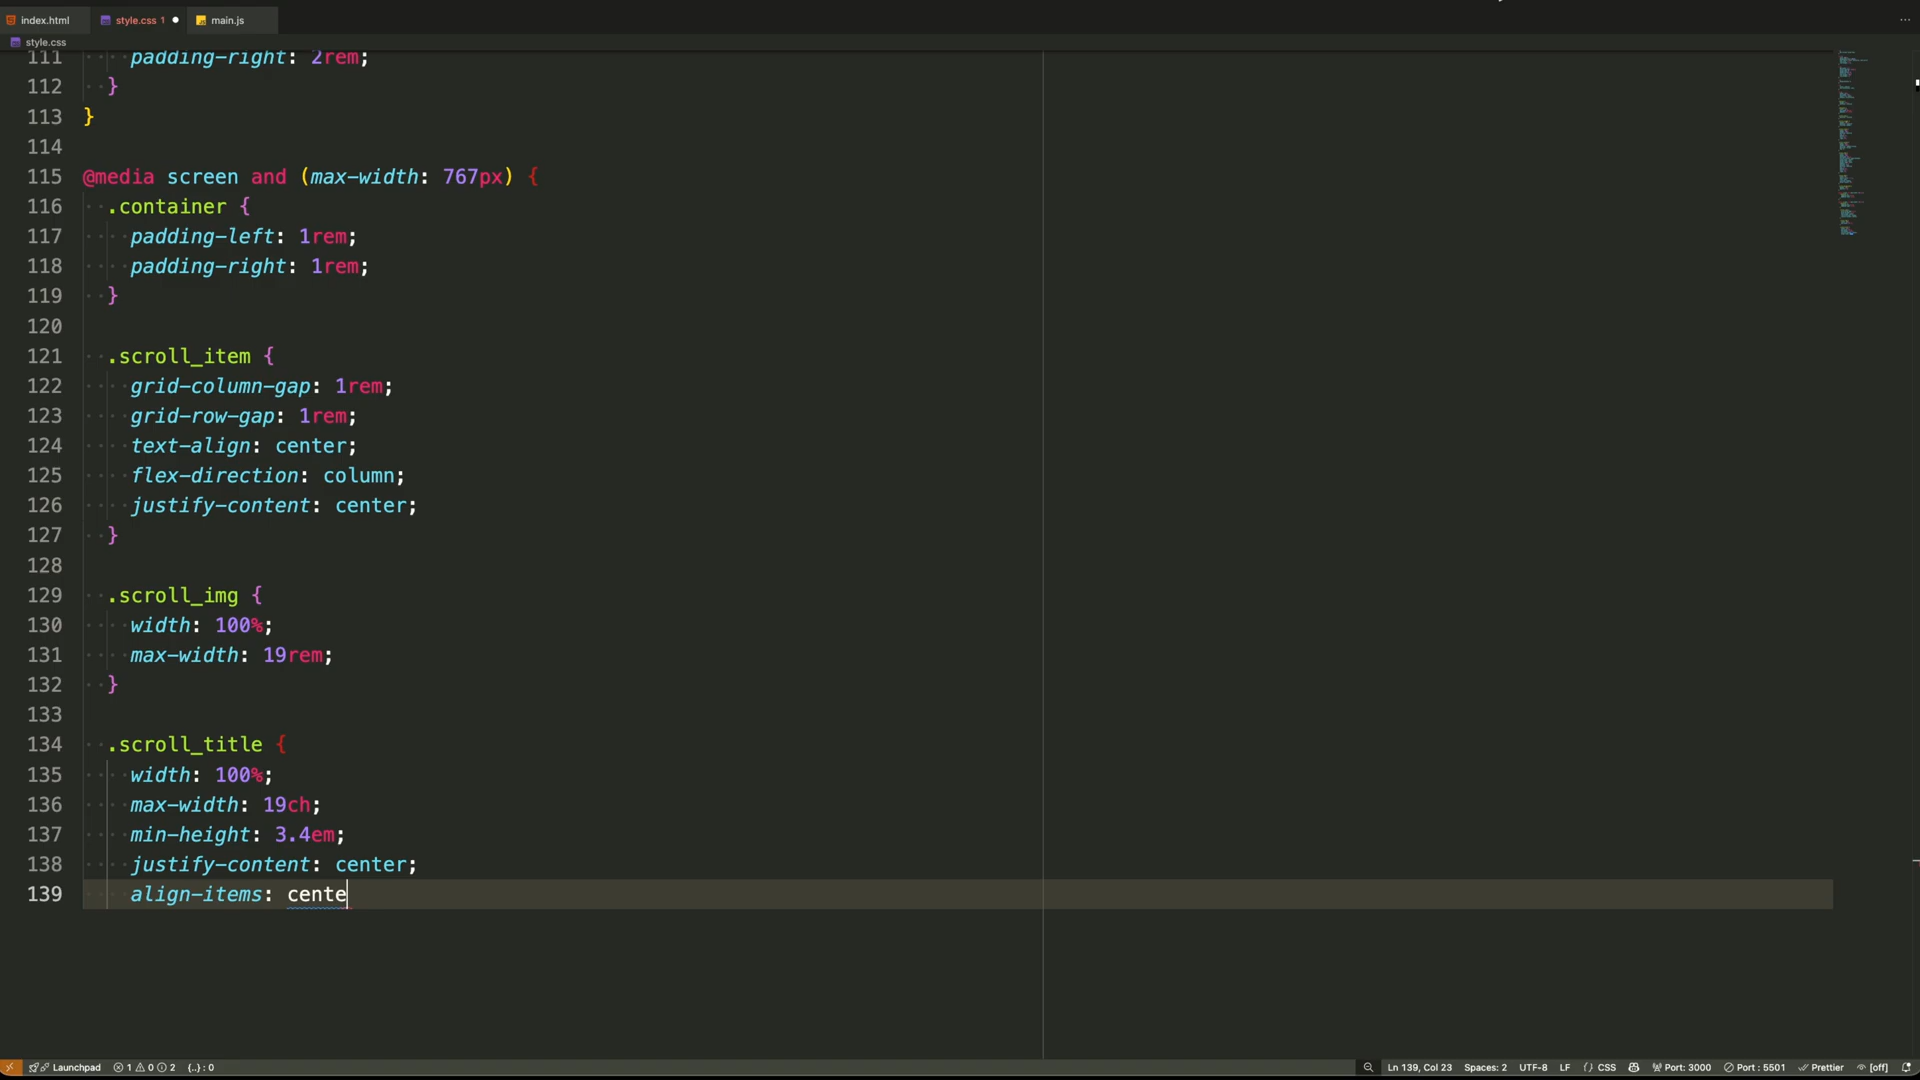 index.html style.css 1 main.js ...
style.css
111 padding-right: 2rem;
112 }
113 }
114
115 @media screen and (max-width: 767px) {
116 .container {
117 padding-left: 1rem;
118 padding-right: 1rem;
119 }
120
121 .scroll_item {
122 grid-column-gap: 1rem;
123 grid-row-gap: 1rem;
124 text-align: center;
125 flex-direction: column;
126 justify-content: center;
127 }
128
129 .scroll_img {
130 width: 100%;
131 max-width: 19rem;
132 }
133
134 .scroll_title {
135 width: 100%;
136 max-width: 19ch;
137 min-height: 3.4em;
138 justify-content: center;
139 align-items: cente
Launchpad 1 0 2 {..} : 0 Ln 139, Col 23 Spaces: 2 UTF-8 LF {} CSS Port: 3000 Port : 5501 Prettier [off]